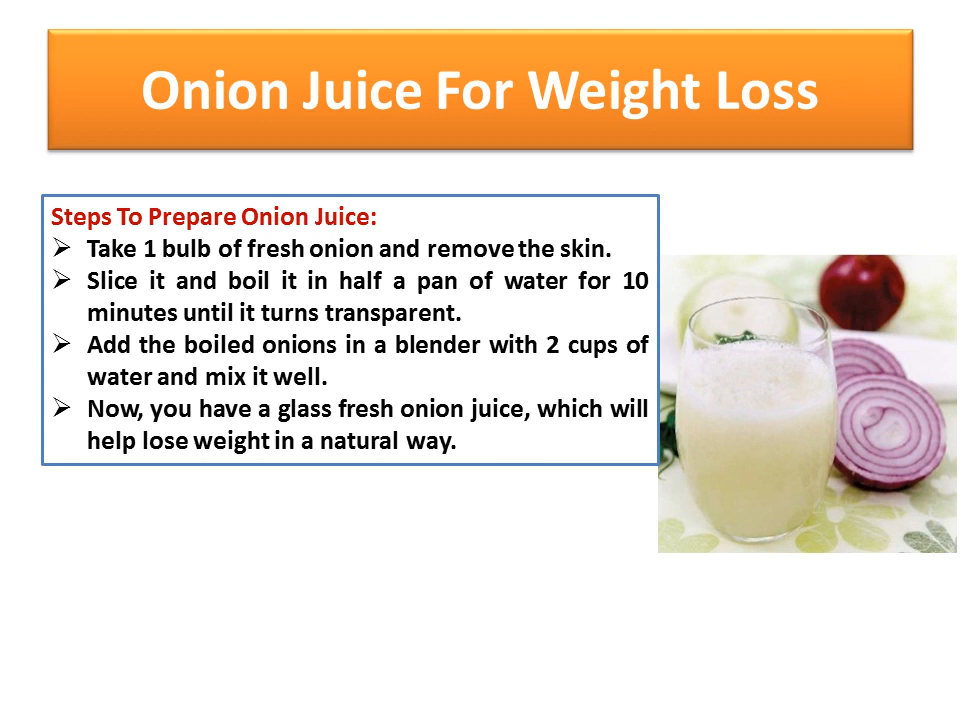 Onion Juice For Weight Loss
Steps To Prepare Onion Juice:
➢ Take 1 bulb of fresh onion and remove the skin.
➢ Slice it and boil it in half a pan of water for 10
minutes until it turns transparent.
➢ Add the boiled onions in a blender with 2 cups of
water and mix it well.
➢ Now, you have a glass fresh onion juice, which will
help lose weight in a natural way.